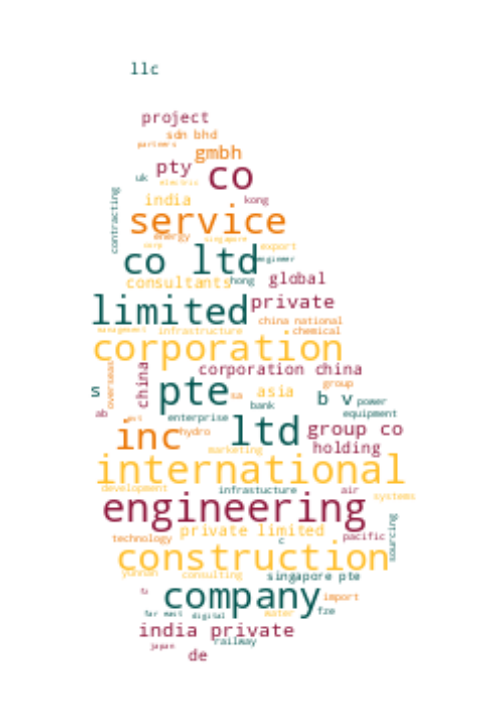 llc
project
sdn bhd
partners
gmbh
pty
co
uk
electric
india
kong
contracting
service
energy
singapore
corp
export
co ltd
engineer
consultants
hong
global
limited
private
china national
infrastructure
chemical
corporation
corporation china
overseas
china
group
s
pte
sa
asia
b v
power
bank
ab
enterprise
equipment
inc
hydro
ltd
group co
marketing
holding
international
development
infrastucture
air
systems
engineering
private limited
technology
c
pacific
sourcing
construction
yunnan
consulting
singapore pte
company
import
far east
digital
water
fze
india private
railway
japan
de